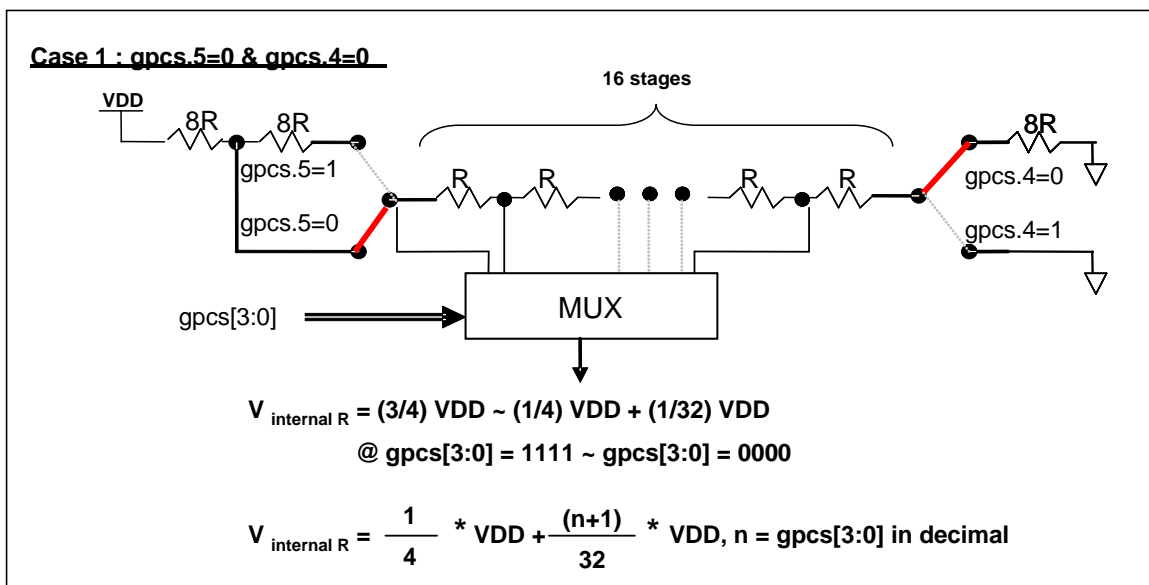 Case 1 : gpcs.5=0 & gpcs.4=0
16 stages
VDD
8R 8R 8R
gpcs.5=1 R R R R gpcs.4=0
gpcs.5=0 gpcs.4=1
MUX
gpcs[3:0]
V internal R = (3/4) VDD ~ (1/4) VDD + (1/32) VDD
@ gpcs[3:0] = 1111 ~ gpcs[3:0] = 0000
V internal R = 1/4 * VDD + (n+1)/32 * VDD, n = gpcs[3:0] in decimal